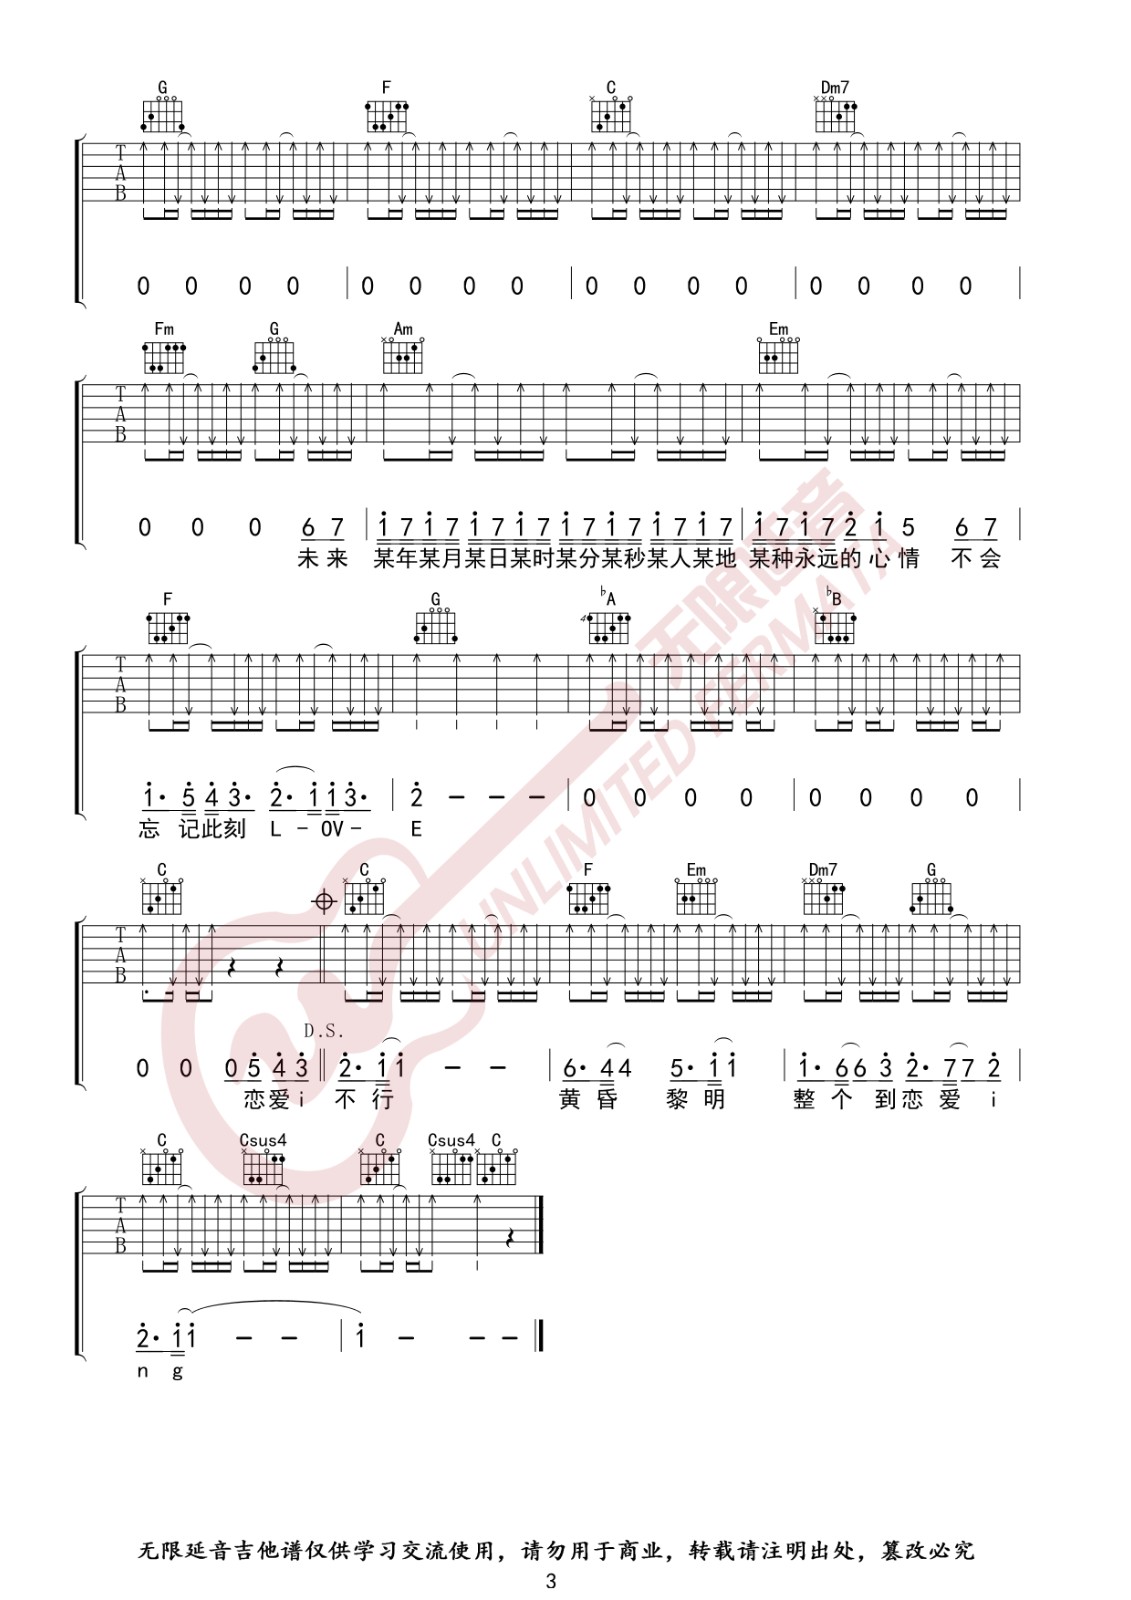 G F C Dm7
T
A
B
0 0 0 0 0 0 0 0 0 0 0 0 0 0 0 0
Fm G Am Em
T
A
B
0 0 0 6 7 1 7 1 7 1 7 1 7 1 7 1 7 1 7 1 7 1 7 1 7 2 1 5 6 7
未来 某年某月某日某时某分某秒某人某地 某种永远的心情 不会
F G ♭A ♭B
4
T
A
B
1· 5 4 3· 2· 1 1 3· 2 - - - 0 0 0 0 0 0 0 0
忘 记此刻 L - OV - E
C C F Em Dm7 G
T
A
B
D.S.
0 0 0 5 4 3 2· 1 1 - - 6· 4 4 5· 1 1 1· 6 6 3 2· 7 7 2
恋爱i 不行 黄昏 黎明 整个到恋爱 i
C Csus4 C Csus4 C
T
A
B
2· 1 1 - - 1 - - -
n g
无限延音
UNLIMITED FERMATA
无限延音吉他谱仅供学习交流使用，请勿用于商业，转载请注明出处，篡改必究
3